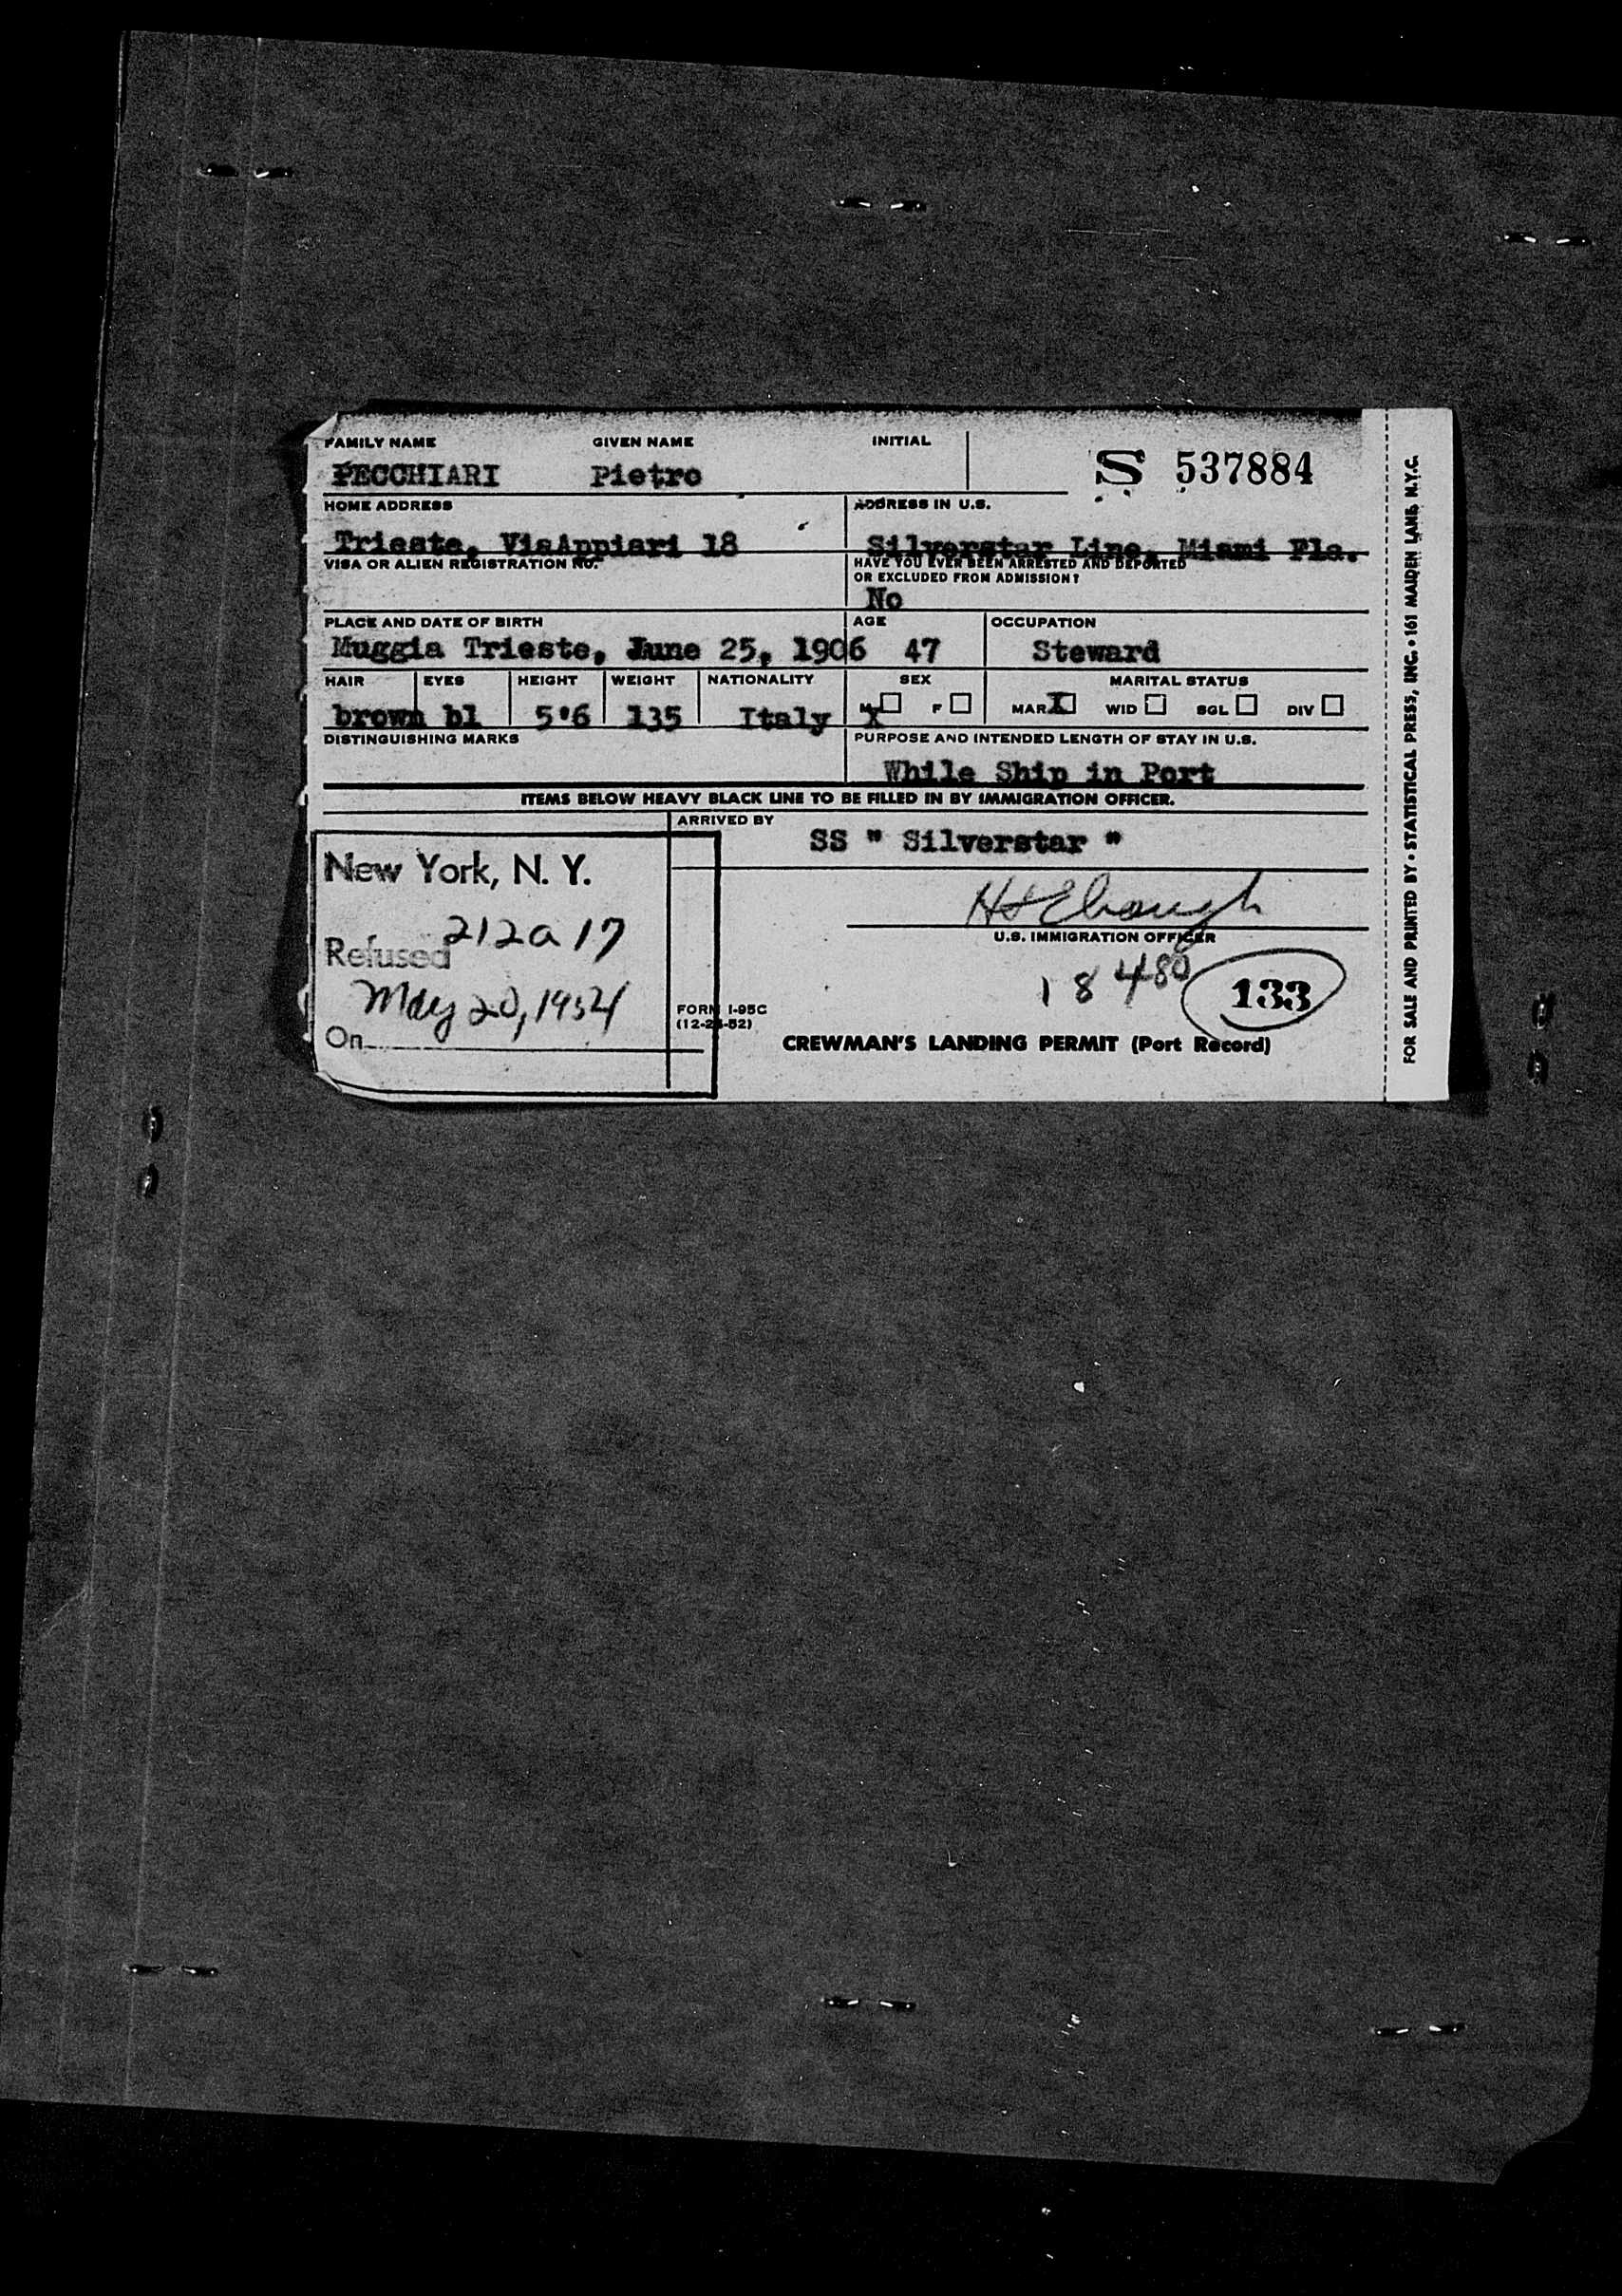 FAMILY NAME GIVEN NAME INITIAL
PECCHIARI Pietro S 537884
HOME ADDRESS ADDRESS IN U.S.
Trieste, ViaAppiari 18 Silverstar Line, Miami Fla.
VISA OR ALIEN REGISTRATION NO. HAVE YOU EVER BEEN ARRESTED AND DEPORTED
OR EXCLUDED FROM ADMISSION?
No
PLACE AND DATE OF BIRTH AGE OCCUPATION
Muggia Trieste, June 25, 1906 47 Steward
HAIR EYES HEIGHT WEIGHT NATIONALITY SEX MARITAL STATUS
M F MAR X WID SGL DIV
brown bl 5'6 135 Italy X
DISTINGUISHING MARKS PURPOSE AND INTENDED LENGTH OF STAY IN U.S.
While Ship in Port
ITEMS BELOW HEAVY BLACK LINE TO BE FILLED IN BY IMMIGRATION OFFICER.
ARRIVED BY
SS " Silverstar "
New York, N. Y.
212a17
Refused
May 20, 1954
On
U.S. IMMIGRATION OFFICER
18480 133
FORM I-95C
(12-24-52)
CREWMAN'S LANDING PERMIT (Port Record)
FOR SALE AND PRINTED BY • STATISTICAL PRESS, INC. • 161 MAIDEN LANE N.Y.C.